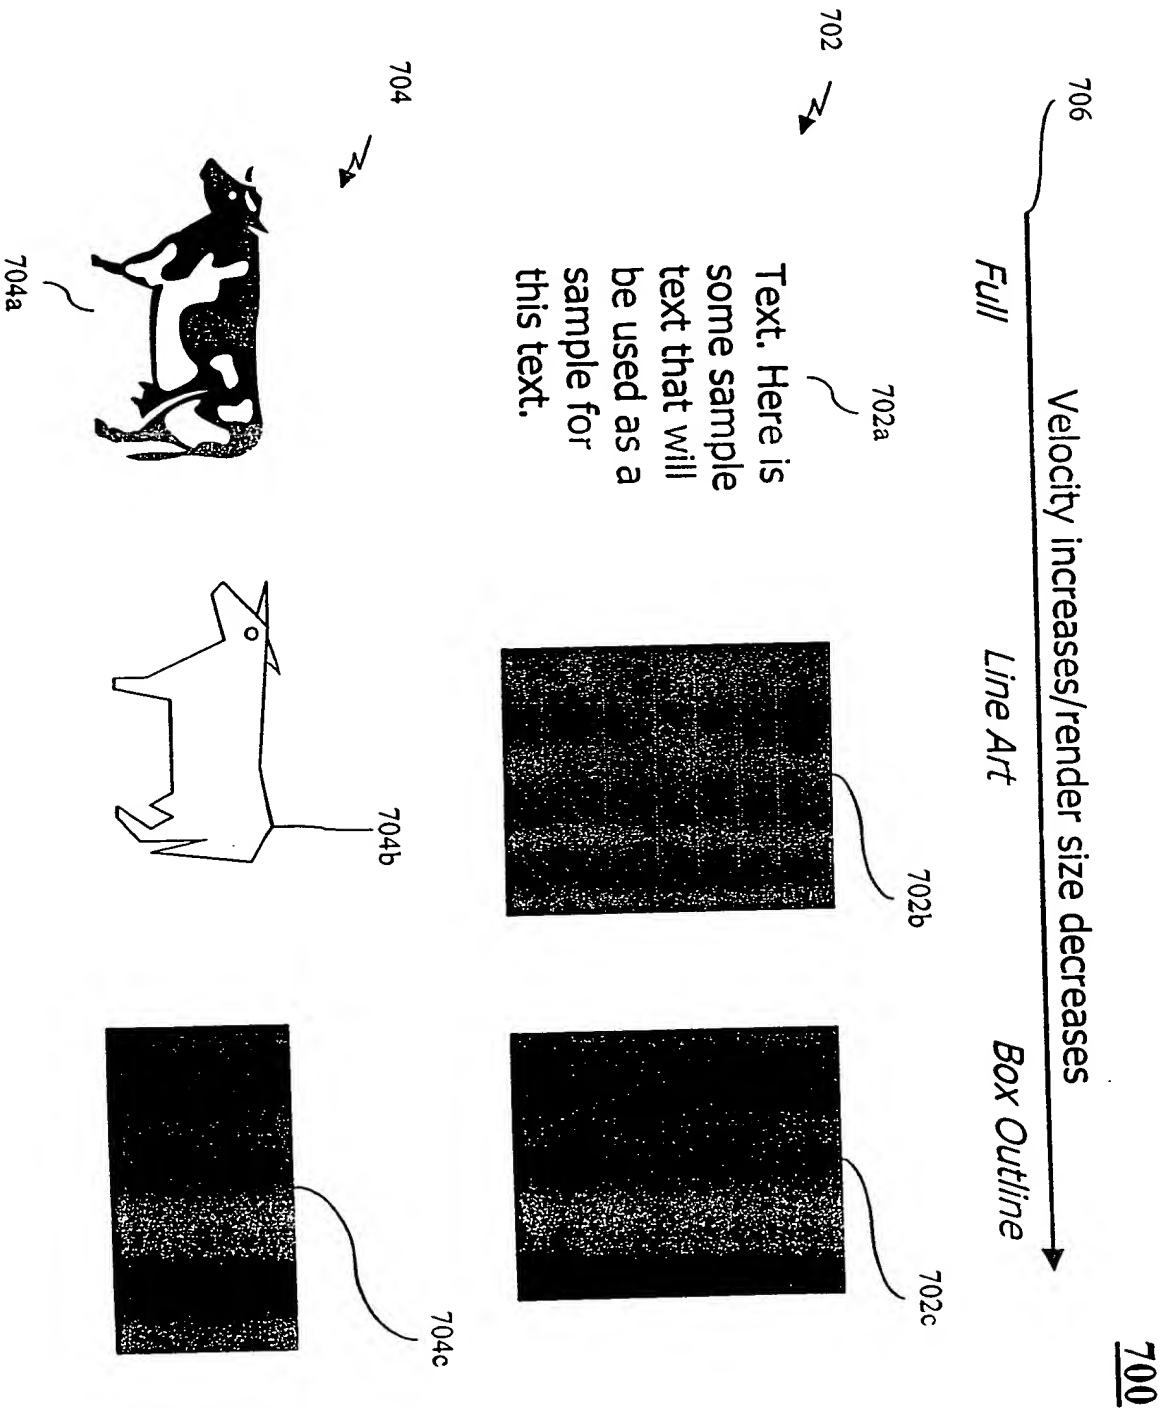 700
Velocity increases/render size decreases
706
Full
Line Art
Box Outline
702
702a
702b
702c
Text. Here is
some sample
text that will
be used as a
sample for
this text.
704
704a
704b
704c